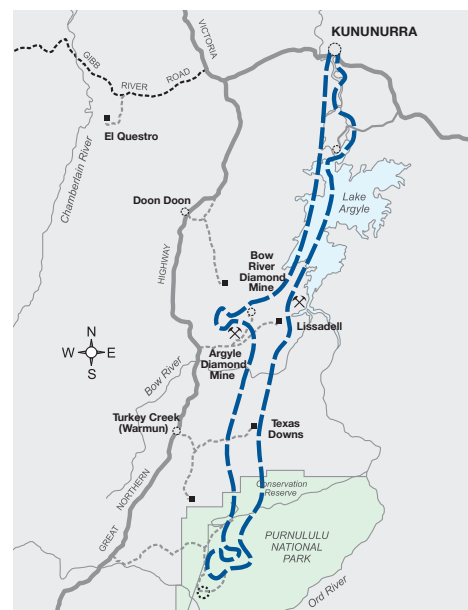 KUNUNURRA
VICTORIA
GIBB
RIVER
ROAD
El Questro
Chamberlain River
Doon Doon
HIGHWAY
Lake
Argyle
Bow
River
Diamond
Mine
Lissadell
N
W E
S
Argyle
Diamond
Mine
Bow River
Turkey Creek
(Warmun)
Texas
Downs
GREAT
NORTHERN
Conservation
Reserve
PURNULULU
NATIONAL
PARK
Ord River